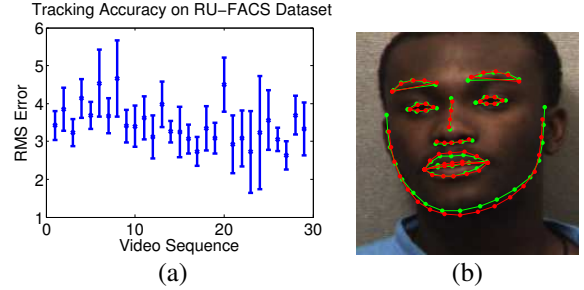 Tracking Accuracy on RU−FACS Dataset
6
5
4
3
2
1
RMS Error
0 10 20 30
Video Sequence
(a) (b)